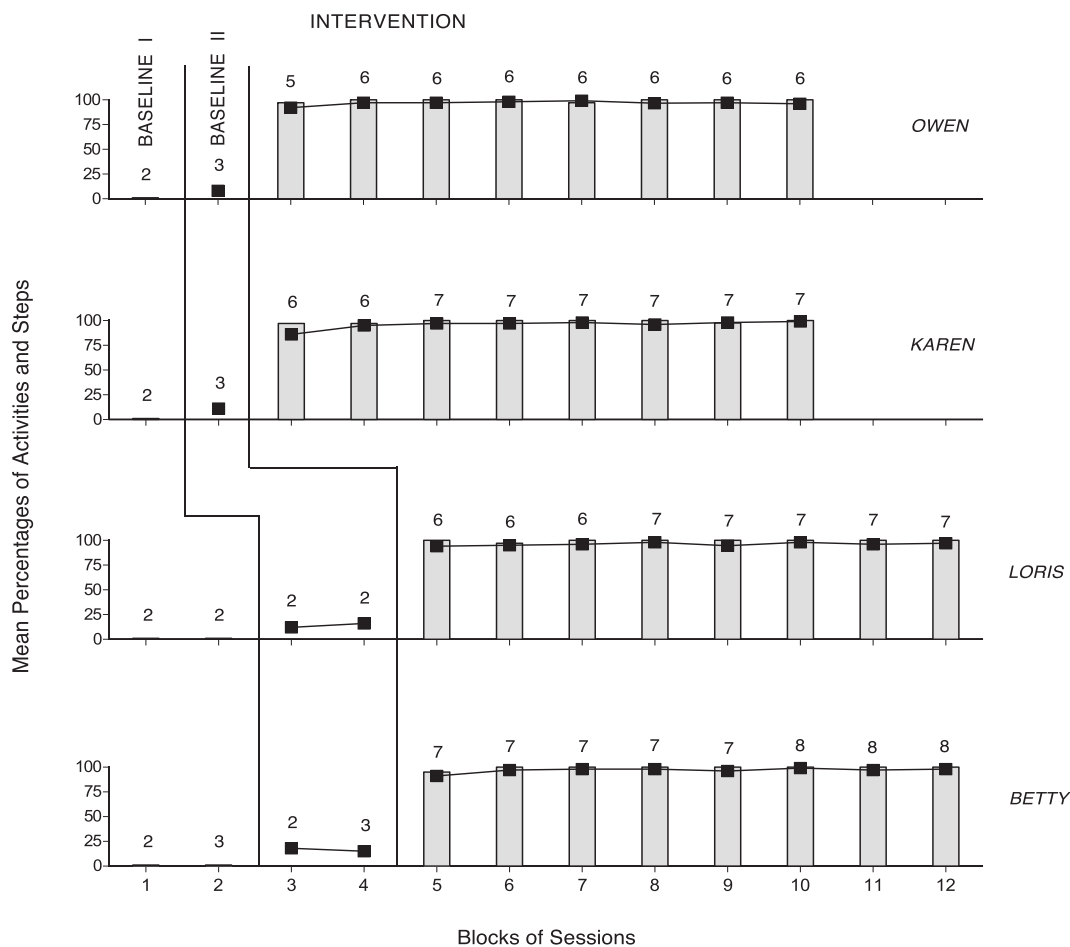 INTERVENTION
BASELINE I
BASELINE II
Mean Percentages of Activities and Steps
100
75
50
25
0
2
3
5 6 6 6 6 6 6 6
OWEN
100
75
50
25
0
2
3
6 6 7 7 7 7 7 7
KAREN
100
75
50
25
0
2 2
2 2
6 6 6 7 7 7 7 7
LORIS
100
75
50
25
0
2 3
2 3
7 7 7 7 7 8 8 8
BETTY
1 2 3 4 5 6 7 8 9 10 11 12
Blocks of Sessions